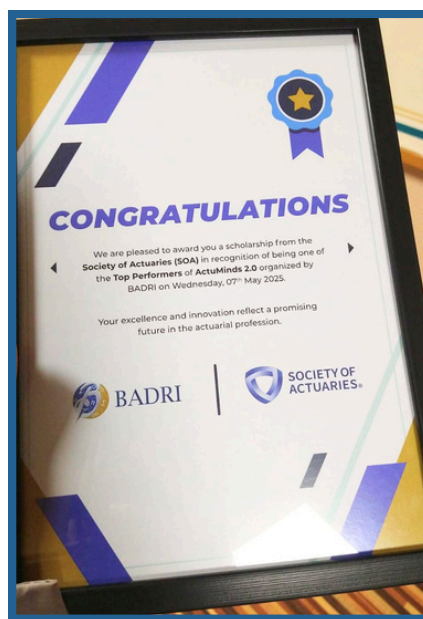 CONGRATULATIONS
We are pleased to award you a scholarship from the
Society of Actuaries (SOA) in recognition of being one of
the Top Performers of ActuMinds 2.0 organized by
BADRI on Wednesday, 07th May 2025.
Your excellence and innovation reflect a promising
future in the actuarial profession.
BADRI
SOCIETY OF
ACTUARIES®